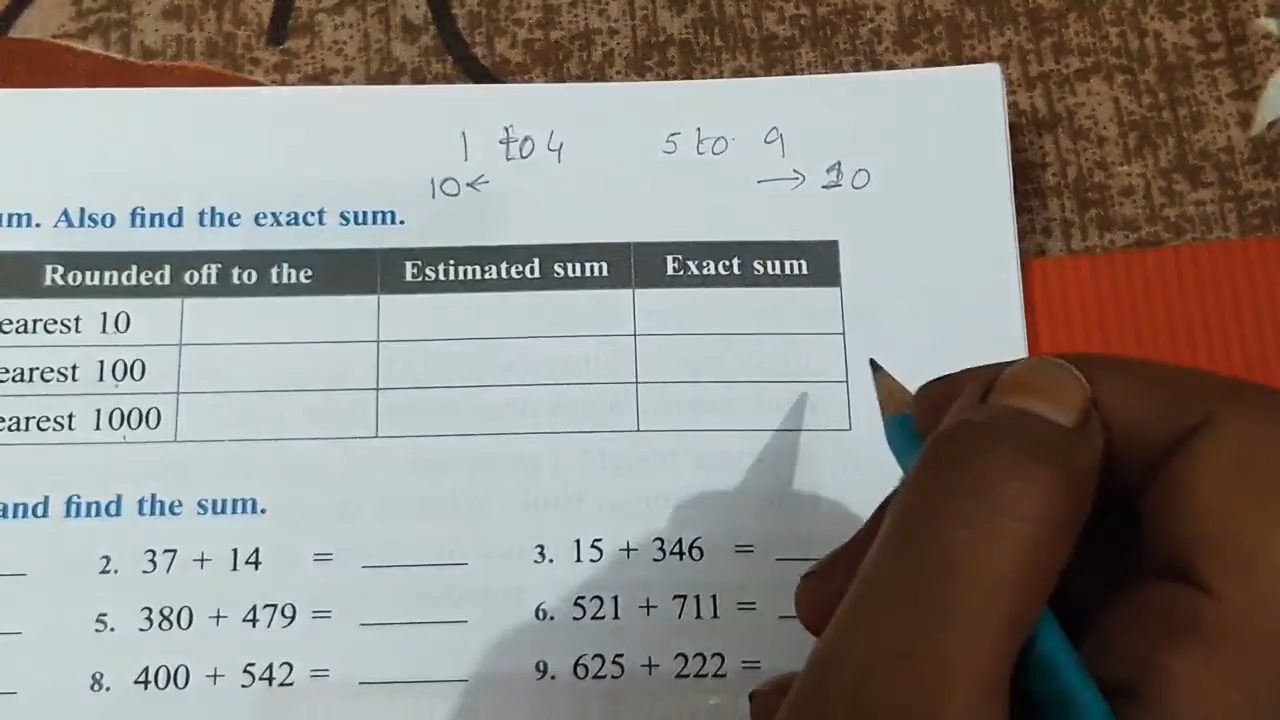 1 to 4 5 to 9
10← → 10
um. Also find the exact sum.
Rounded off to the Estimated sum Exact sum
earest 10
earest 100
earest 1000
and find the sum.
2. 37 + 14 = 3. 15 + 346 =
5. 380 + 479 = 6. 521 + 711 =
8. 400 + 542 = 9. 625 + 222 =